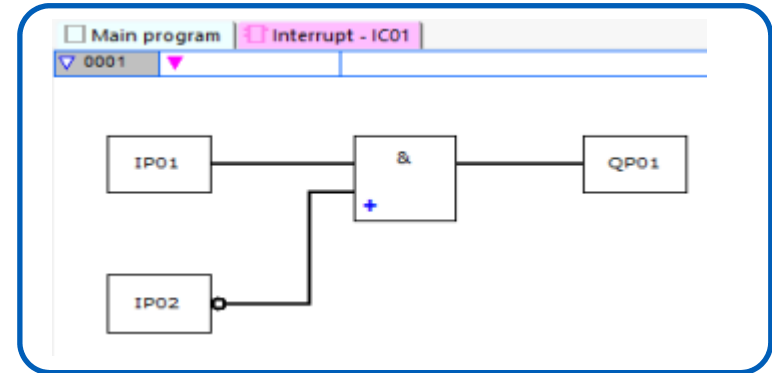 Main program Interrupt - IC01
0001
IP01 & QP01
+
IP02